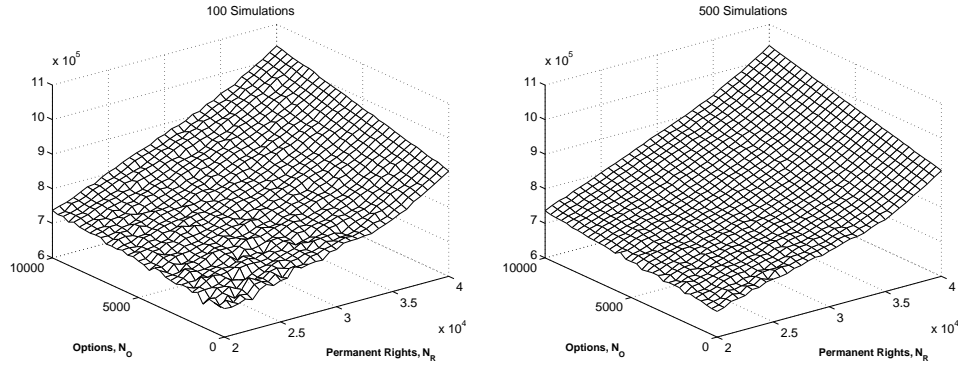 100 Simulations
x 10^5
11
10
9
8
7
6
10000
5000
0
2
2.5
3
3.5
4
x 10^4
Options, N_O
Permanent Rights, N_R
500 Simulations
x 10^5
11
10
9
8
7
6
10000
5000
0
2
2.5
3
3.5
4
x 10^4
Options, N_O
Permanent Rights, N_R